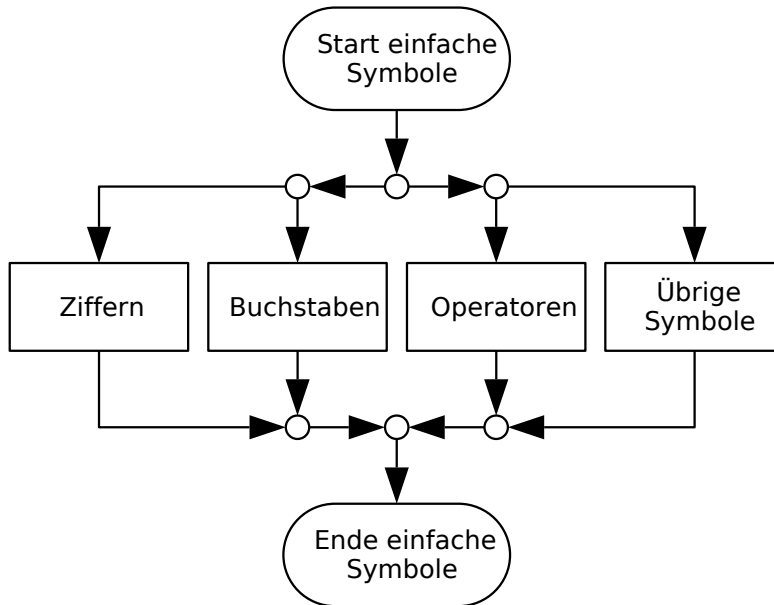 Start einfache
Symbole
Ziffern
Buchstaben
Operatoren
Übrige
Symbole
Ende einfache
Symbole